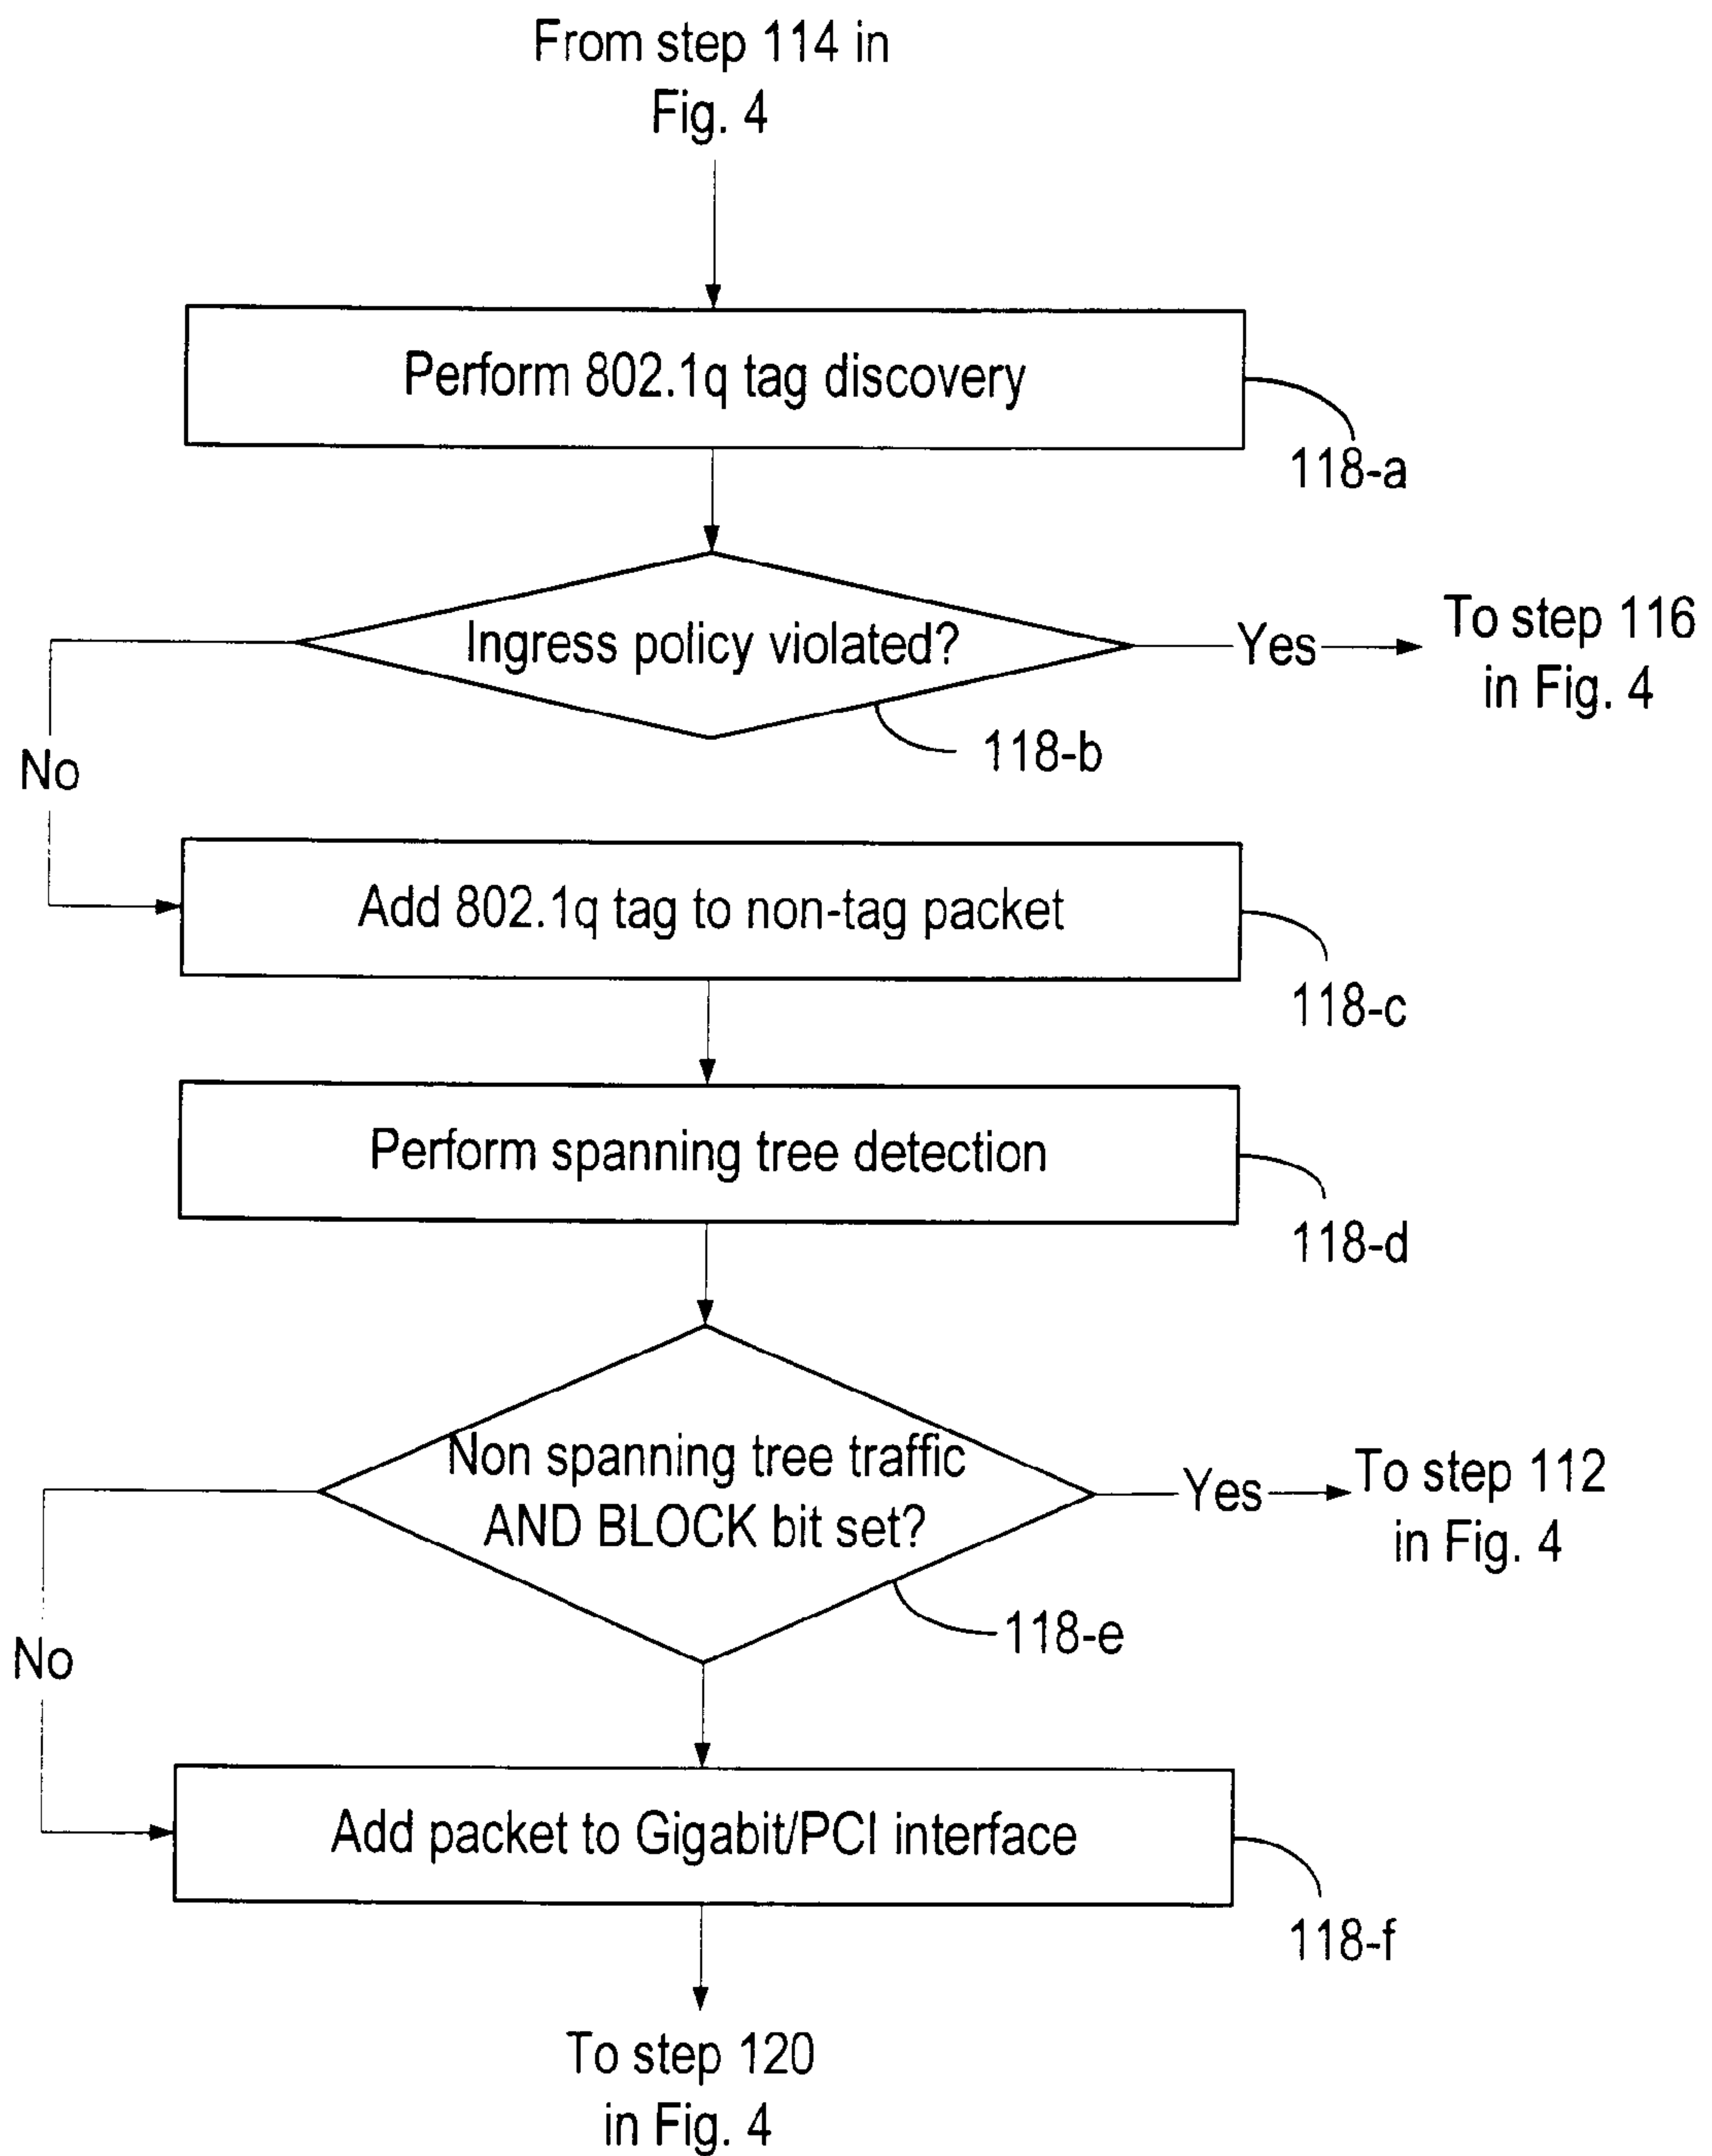 From step 114 in
Fig. 4
Perform 802.1q tag discovery
118-a
Ingress policy violated?
Yes
To step 116
in Fig. 4
118-b
No
Add 802.1q tag to non-tag packet
118-c
Perform spanning tree detection
118-d
Non spanning tree traffic
AND BLOCK bit set?
Yes
To step 112
in Fig. 4
118-e
No
Add packet to Gigabit/PCI interface
118-f
To step 120
in Fig. 4